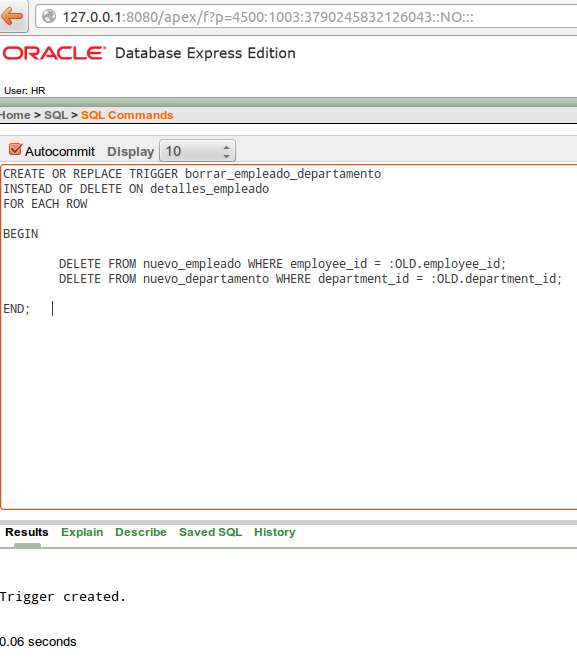 127.0.0.1:8080/apex/f?p=4500:1003:3790245832126043::NO:::
ORACLE® Database Express Edition
User: HR
Home > SQL > SQL Commands
Autocommit Display 10
CREATE OR REPLACE TRIGGER borrar_empleado_departamento
INSTEAD OF DELETE ON detalles_empleado
FOR EACH ROW
BEGIN
DELETE FROM nuevo_empleado WHERE employee_id = :OLD.employee_id;
DELETE FROM nuevo_departamento WHERE department_id = :OLD.department_id;
END;
Results Explain Describe Saved SQL History
Trigger created.
0.06 seconds